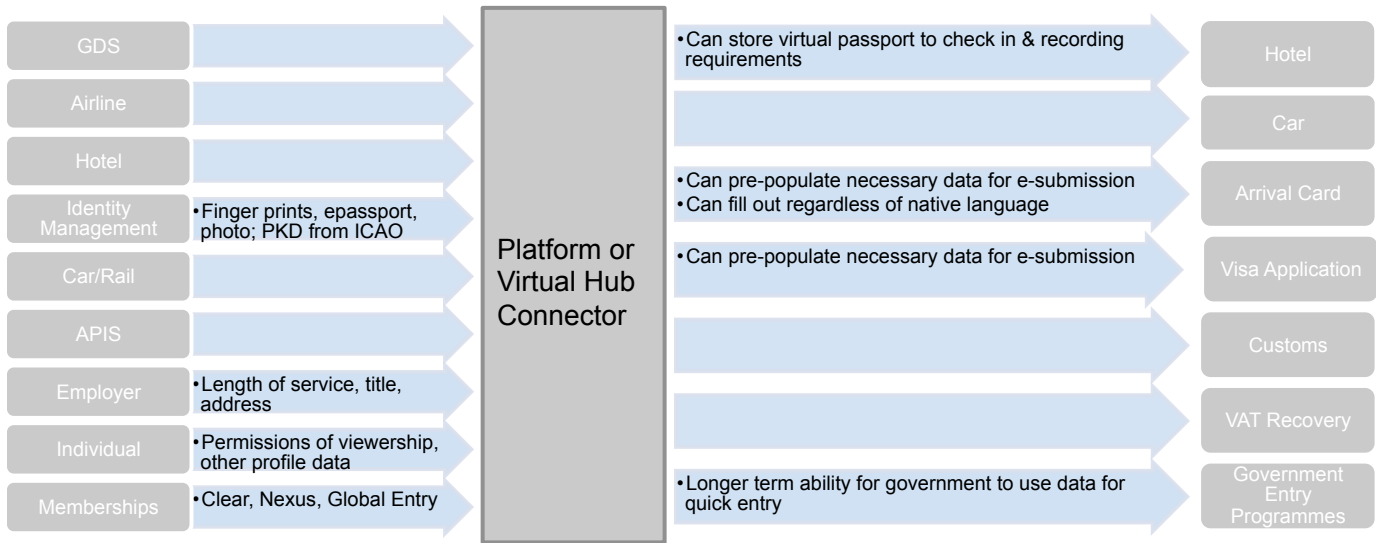 GDS
Airline
Hotel
Identity
Management
•Finger prints, epassport,
photo; PKD from ICAO
Car/Rail
APIS
Employer
•Length of service, title,
address
Individual
•Permissions of viewership,
other profile data
Memberships
•Clear, Nexus, Global Entry
Platform or
Virtual Hub
Connector
•Can store virtual passport to check in & recording
requirements
Hotel
Car
•Can pre-populate necessary data for e-submission
•Can fill out regardless of native language
Arrival Card
•Can pre-populate necessary data for e-submission
Visa Application
Customs
VAT Recovery
•Longer term ability for government to use data for
quick entry
Government
Entry
Programmes